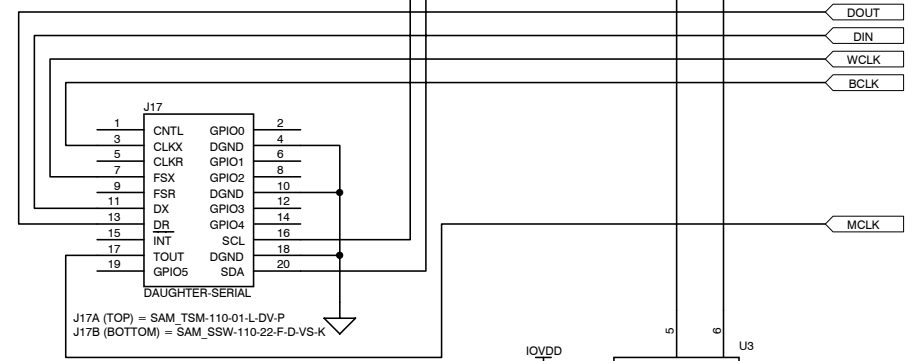 DOUT
DIN
WCLK
BCLK
J17
1 CNTL GPIO0 2
3 CLKX DGND 4
5 CLKR GPIO1 6
7 FSX GPIO2 8
9 FSR DGND 10
11 DX GPIO3 12
13 DR GPIO4 14
15 INT SCL 16
17 TOUT DGND 18
19 GPIO5 SDA 20
DAUGHTER-SERIAL
MCLK
J17A (TOP) = SAM_TSM-110-01-L-DV-P
J17B (BOTTOM) = SAM_SSW-110-22-F-D-VS-K
5 6
IOVDD
U3